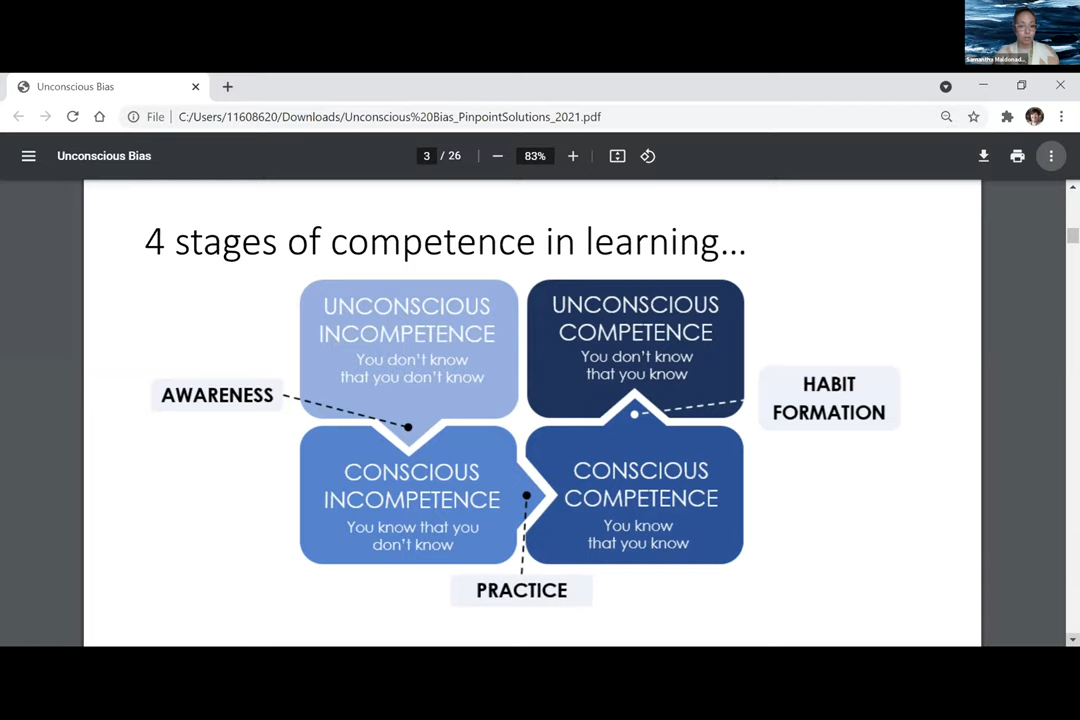 Samantha Maldonad...
Unconscious Bias
File
C:/Users/11608620/Downloads/Unconscious%20Bias_PinpointSolutions_2021.pdf
Unconscious Bias
3 / 26
83%
4 stages of competence in learning...
UNCONSCIOUS
INCOMPETENCE
You don't know
that you don't know
UNCONSCIOUS
COMPETENCE
You don't know
that you know
AWARENESS
HABIT
FORMATION
CONSCIOUS
INCOMPETENCE
You know that you
don't know
CONSCIOUS
COMPETENCE
You know
that you know
PRACTICE